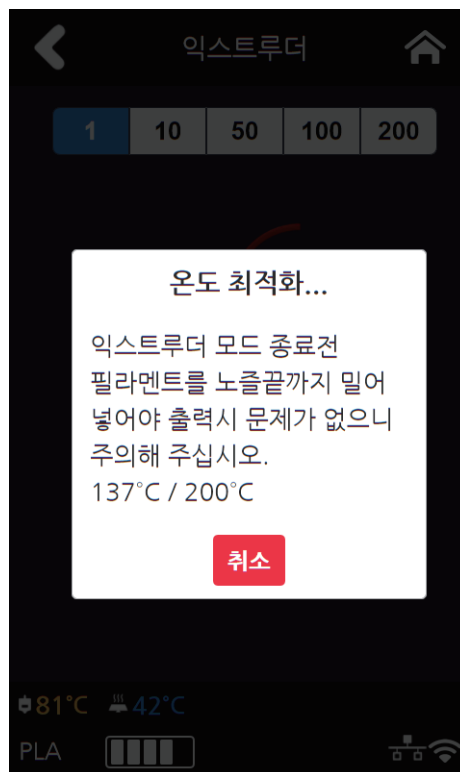 익스트루더
1 10 50 100 200
온도 최적화...
익스트루더 모드 종료전
필라멘트를 노즐끝까지 밀어
넣어야 출력시 문제가 없으니
주의해 주십시오.
137°C / 200°C
취소
81°C 42°C
PLA